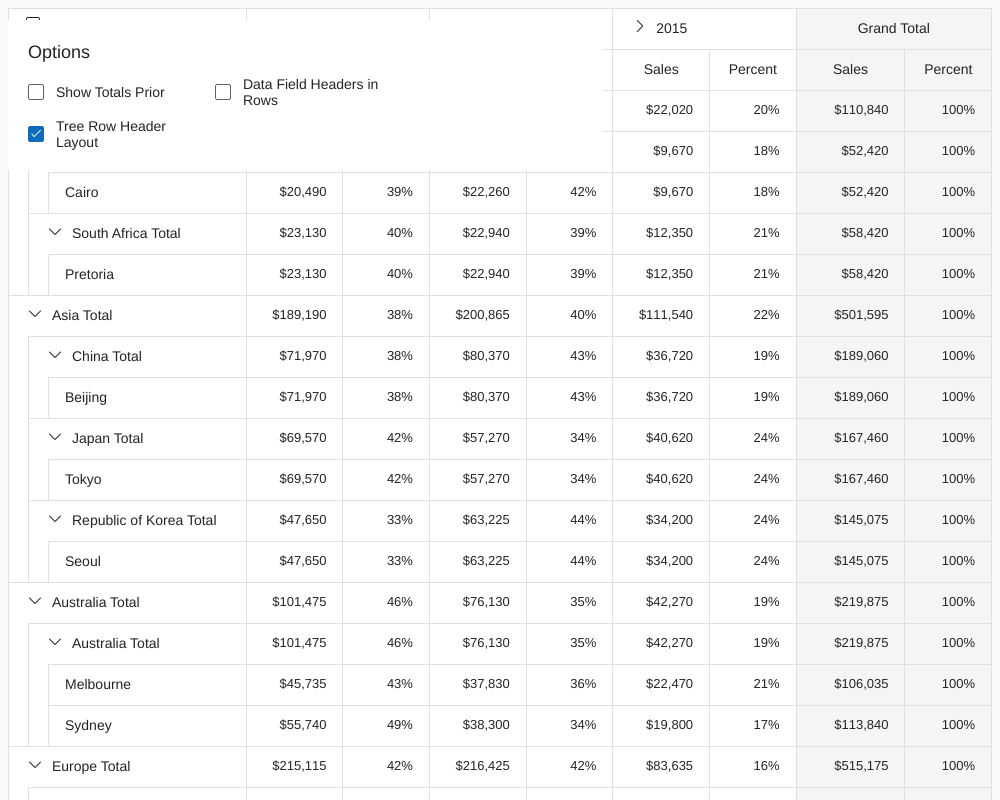 2015 Grand Total
Options
Sales Percent Sales Percent
Show Totals Prior
Data Field Headers in
Rows
$22,020 20% $110,840 100%
Tree Row Header
Layout
$9,670 18% $52,420 100%
Cairo $20,490 39% $22,260 42% $9,670 18% $52,420 100%
South Africa Total $23,130 40% $22,940 39% $12,350 21% $58,420 100%
Pretoria $23,130 40% $22,940 39% $12,350 21% $58,420 100%
Asia Total $189,190 38% $200,865 40% $111,540 22% $501,595 100%
China Total $71,970 38% $80,370 43% $36,720 19% $189,060 100%
Beijing $71,970 38% $80,370 43% $36,720 19% $189,060 100%
Japan Total $69,570 42% $57,270 34% $40,620 24% $167,460 100%
Tokyo $69,570 42% $57,270 34% $40,620 24% $167,460 100%
Republic of Korea Total $47,650 33% $63,225 44% $34,200 24% $145,075 100%
Seoul $47,650 33% $63,225 44% $34,200 24% $145,075 100%
Australia Total $101,475 46% $76,130 35% $42,270 19% $219,875 100%
Australia Total $101,475 46% $76,130 35% $42,270 19% $219,875 100%
Melbourne $45,735 43% $37,830 36% $22,470 21% $106,035 100%
Sydney $55,740 49% $38,300 34% $19,800 17% $113,840 100%
Europe Total $215,115 42% $216,425 42% $83,635 16% $515,175 100%